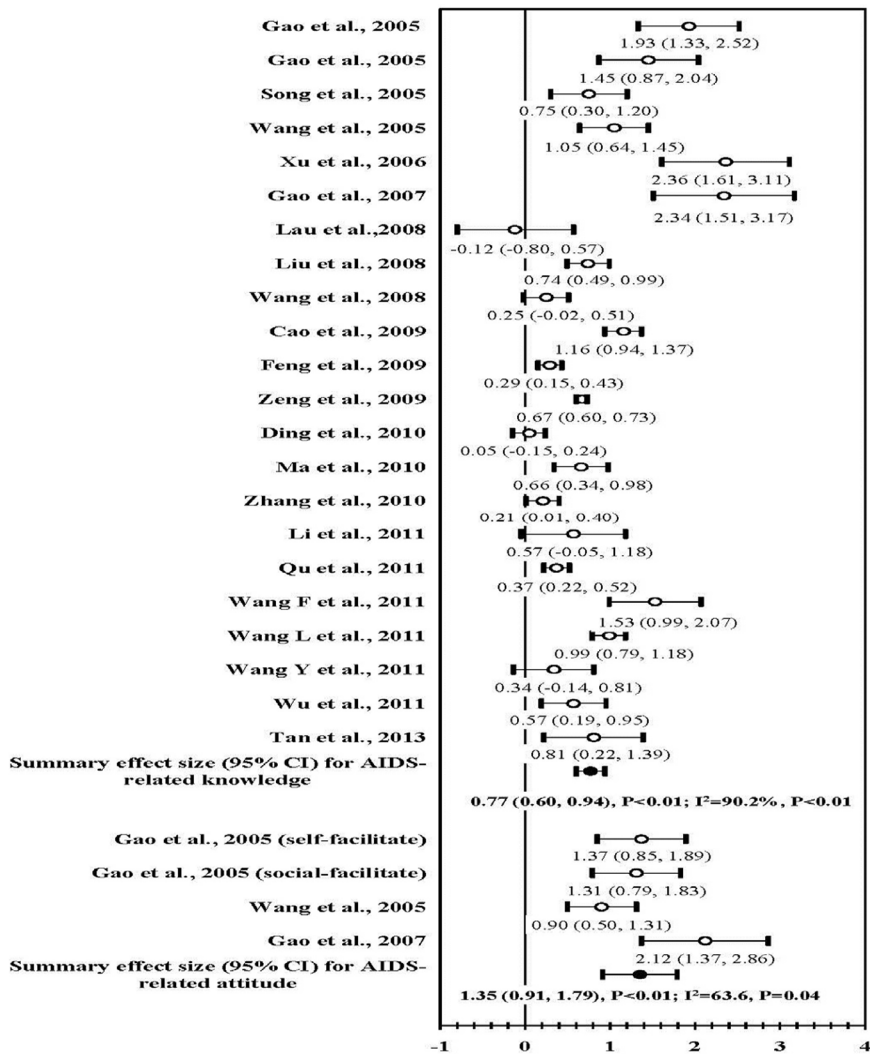 Gao et al., 2005
1.93 (1.33, 2.52)
Gao et al., 2005
1.45 (0.87, 2.04)
Song et al., 2005
0.75 (0.30, 1.20)
Wang et al., 2005
1.05 (0.64, 1.45)
Xu et al., 2006
2.36 (1.61, 3.11)
Gao et al., 2007
2.34 (1.51, 3.17)
Lau et al.,2008
-0.12 (-0.80, 0.57)
Liu et al., 2008
0.74 (0.49, 0.99)
Wang et al., 2008
0.25 (-0.02, 0.51)
Cao et al., 2009
1.16 (0.94, 1.37)
Feng et al., 2009
0.29 (0.15, 0.43)
Zeng et al., 2009
0.67 (0.60, 0.73)
Ding et al., 2010
0.05 (-0.15, 0.24)
Ma et al., 2010
0.66 (0.34, 0.98)
Zhang et al., 2010
0.21 (0.01, 0.40)
Li et al., 2011
0.57 (-0.05, 1.18)
Qu et al., 2011
0.37 (0.22, 0.52)
Wang F et al., 2011
1.53 (0.99, 2.07)
Wang L et al., 2011
0.99 (0.79, 1.18)
Wang Y et al., 2011
0.34 (-0.14, 0.81)
Wu et al., 2011
0.57 (0.19, 0.95)
Tan et al., 2013
0.81 (0.22, 1.39)
Summary effect size (95% CI) for AIDS-
related knowledge
0.77 (0.60, 0.94), P<0.01; I²=90.2% , P<0.01
Gao et al., 2005 (self-facilitate)
1.37 (0.85, 1.89)
Gao et al., 2005 (social-facilitate)
1.31 (0.79, 1.83)
Wang et al., 2005
0.90 (0.50, 1.31)
Gao et al., 2007
2.12 (1.37, 2.86)
Summary effect size (95% CI) for AIDS-
related attitude
1.35 (0.91, 1.79), P<0.01; I²=63.6, P=0.04
-1 0 1 2 3 4